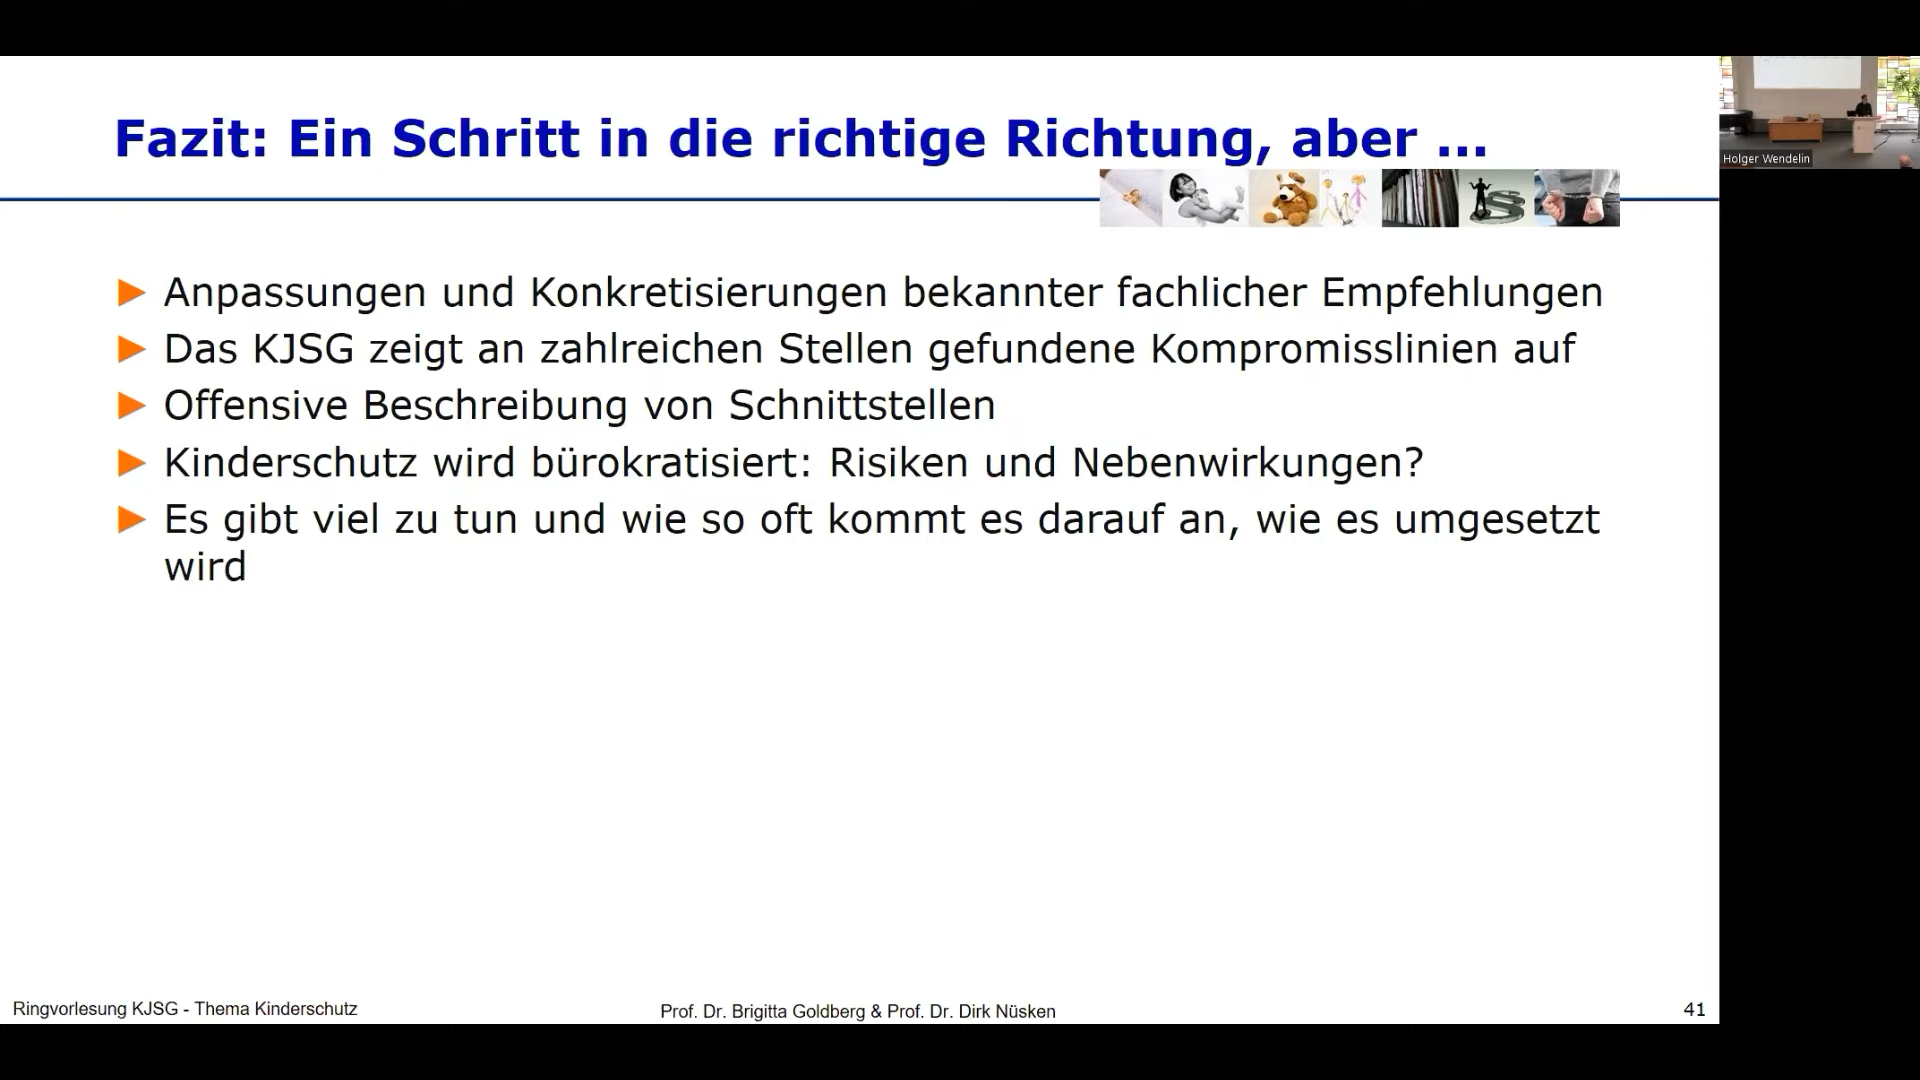 Fazit: Ein Schritt in die richtige Richtung, aber ...
Holger Wendelin
Anpassungen und Konkretisierungen bekannter fachlicher Empfehlungen
Das KJSG zeigt an zahlreichen Stellen gefundene Kompromisslinien auf
Offensive Beschreibung von Schnittstellen
Kinderschutz wird bürokratisiert: Risiken und Nebenwirkungen?
Es gibt viel zu tun und wie so oft kommt es darauf an, wie es umgesetzt
wird
Ringvorlesung KJSG - Thema Kinderschutz
Prof. Dr. Brigitta Goldberg & Prof. Dr. Dirk Nüsken
41